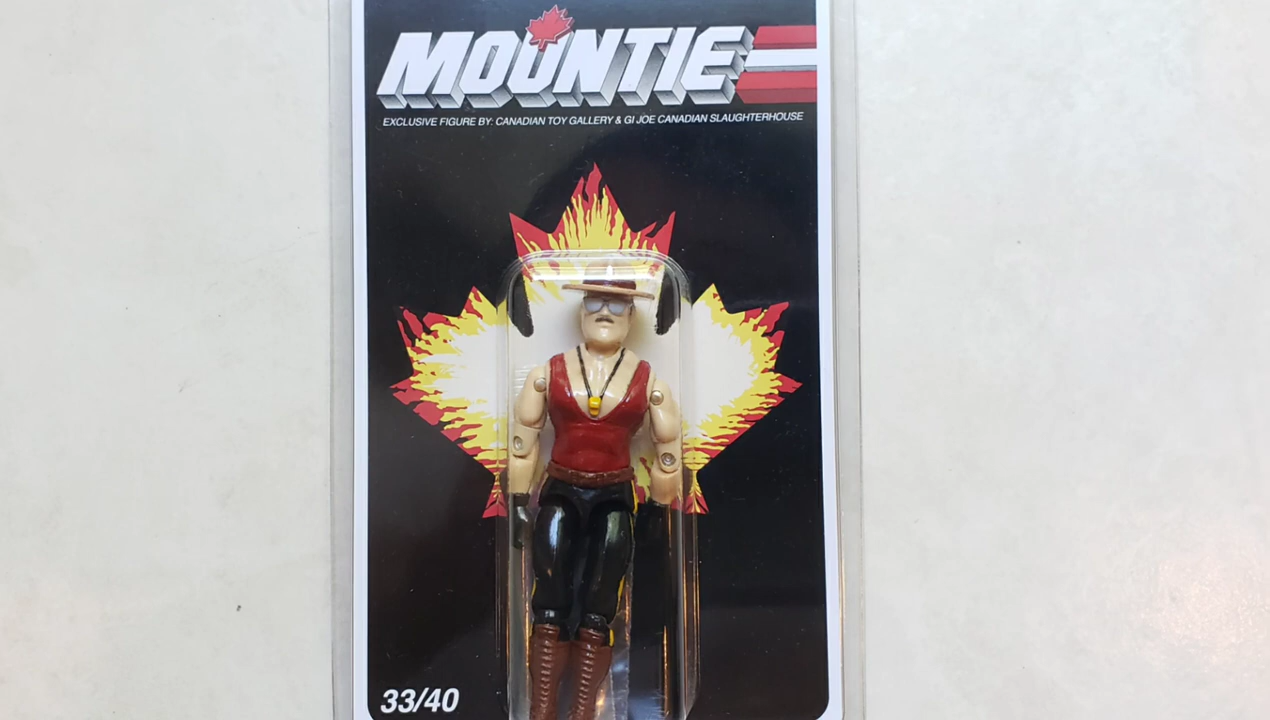 MOUNTIE
EXCLUSIVE FIGURE BY: CANADIAN TOY GALLERY & GI JOE CANADIAN SLAUGHTERHOUSE
33/40